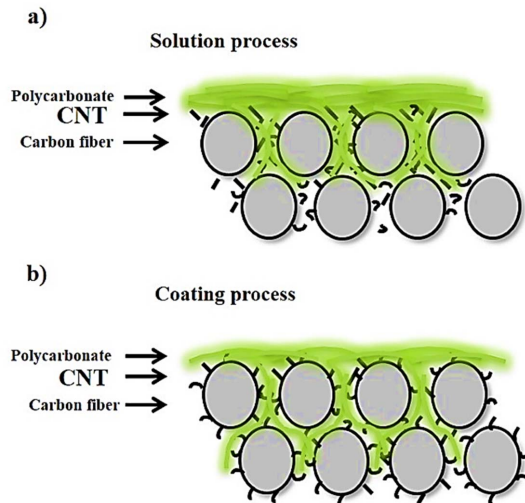 a)
Solution process
Polycarbonate
CNT
Carbon fiber
b)
Coating process
Polycarbonate
CNT
Carbon fiber